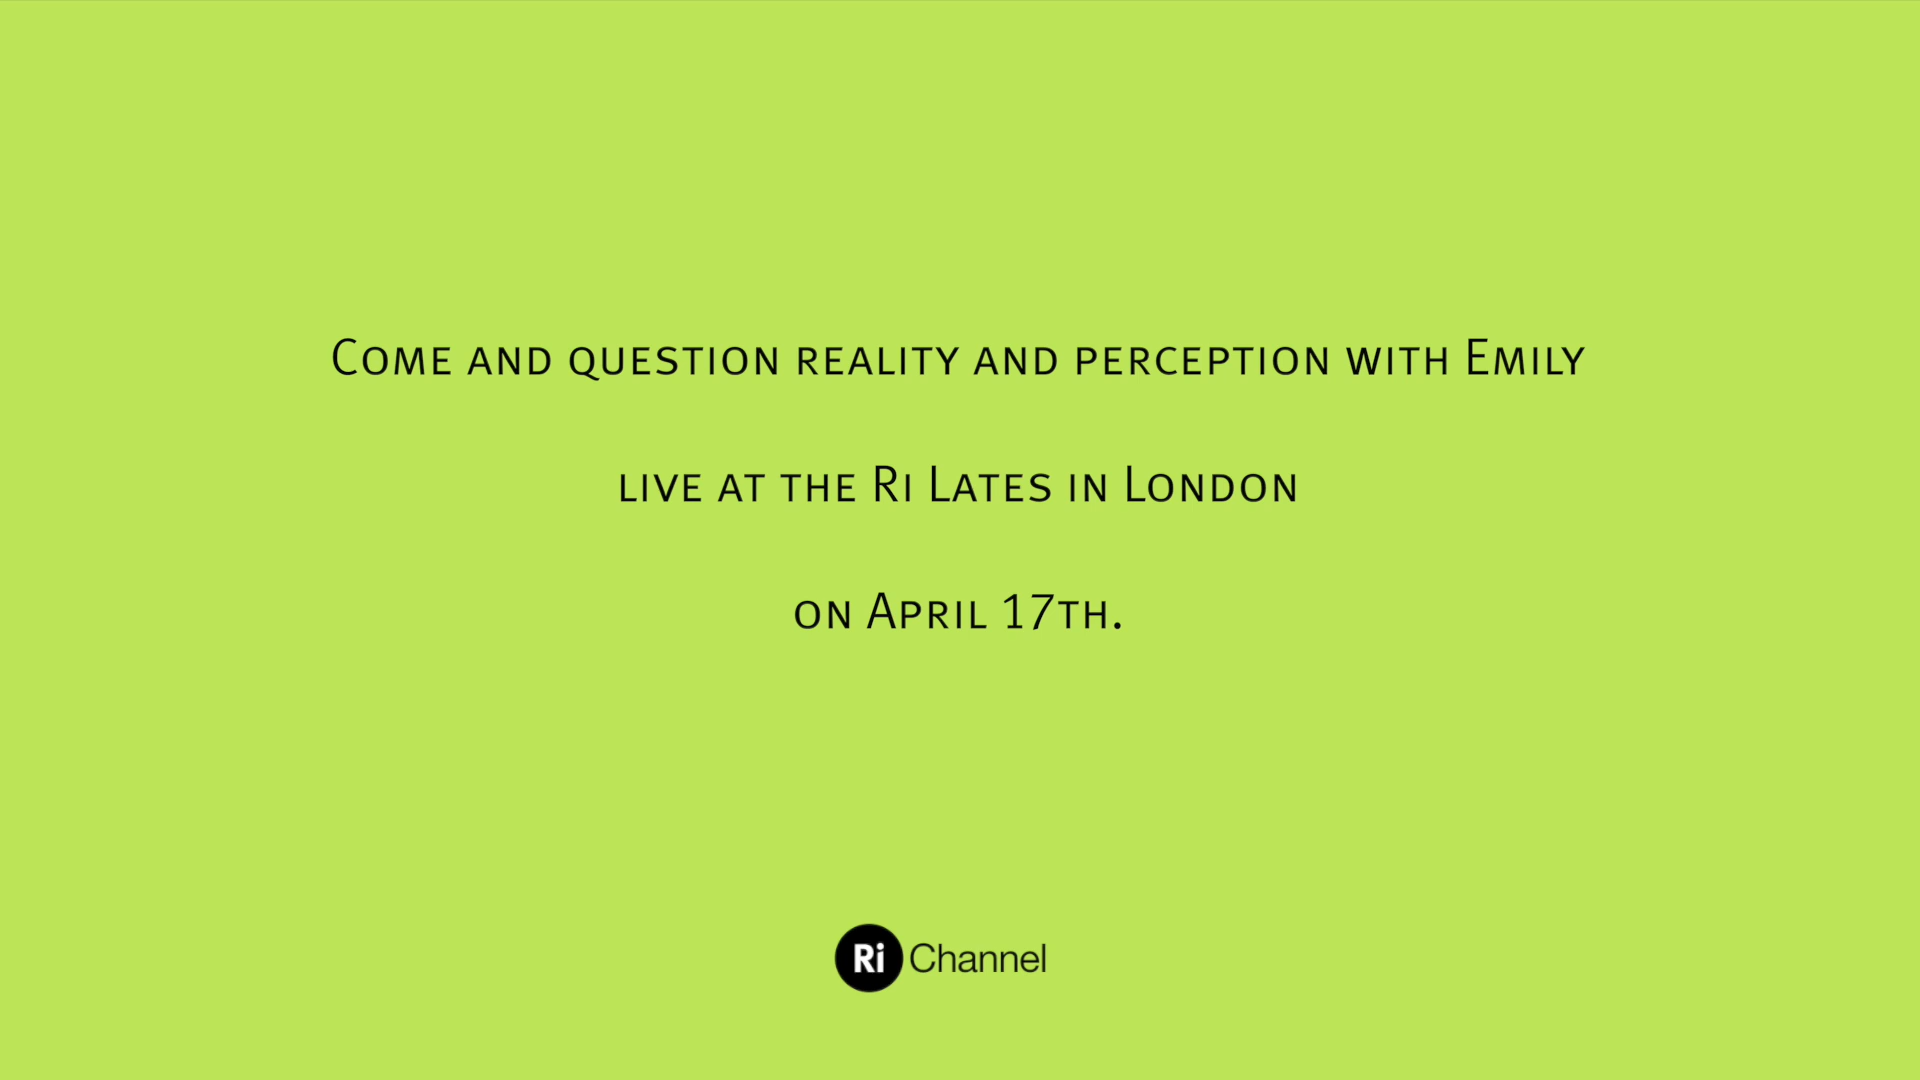 Come and question reality and perception with Emily
live at the Ri Lates in London
on April 17th.
Ri Channel